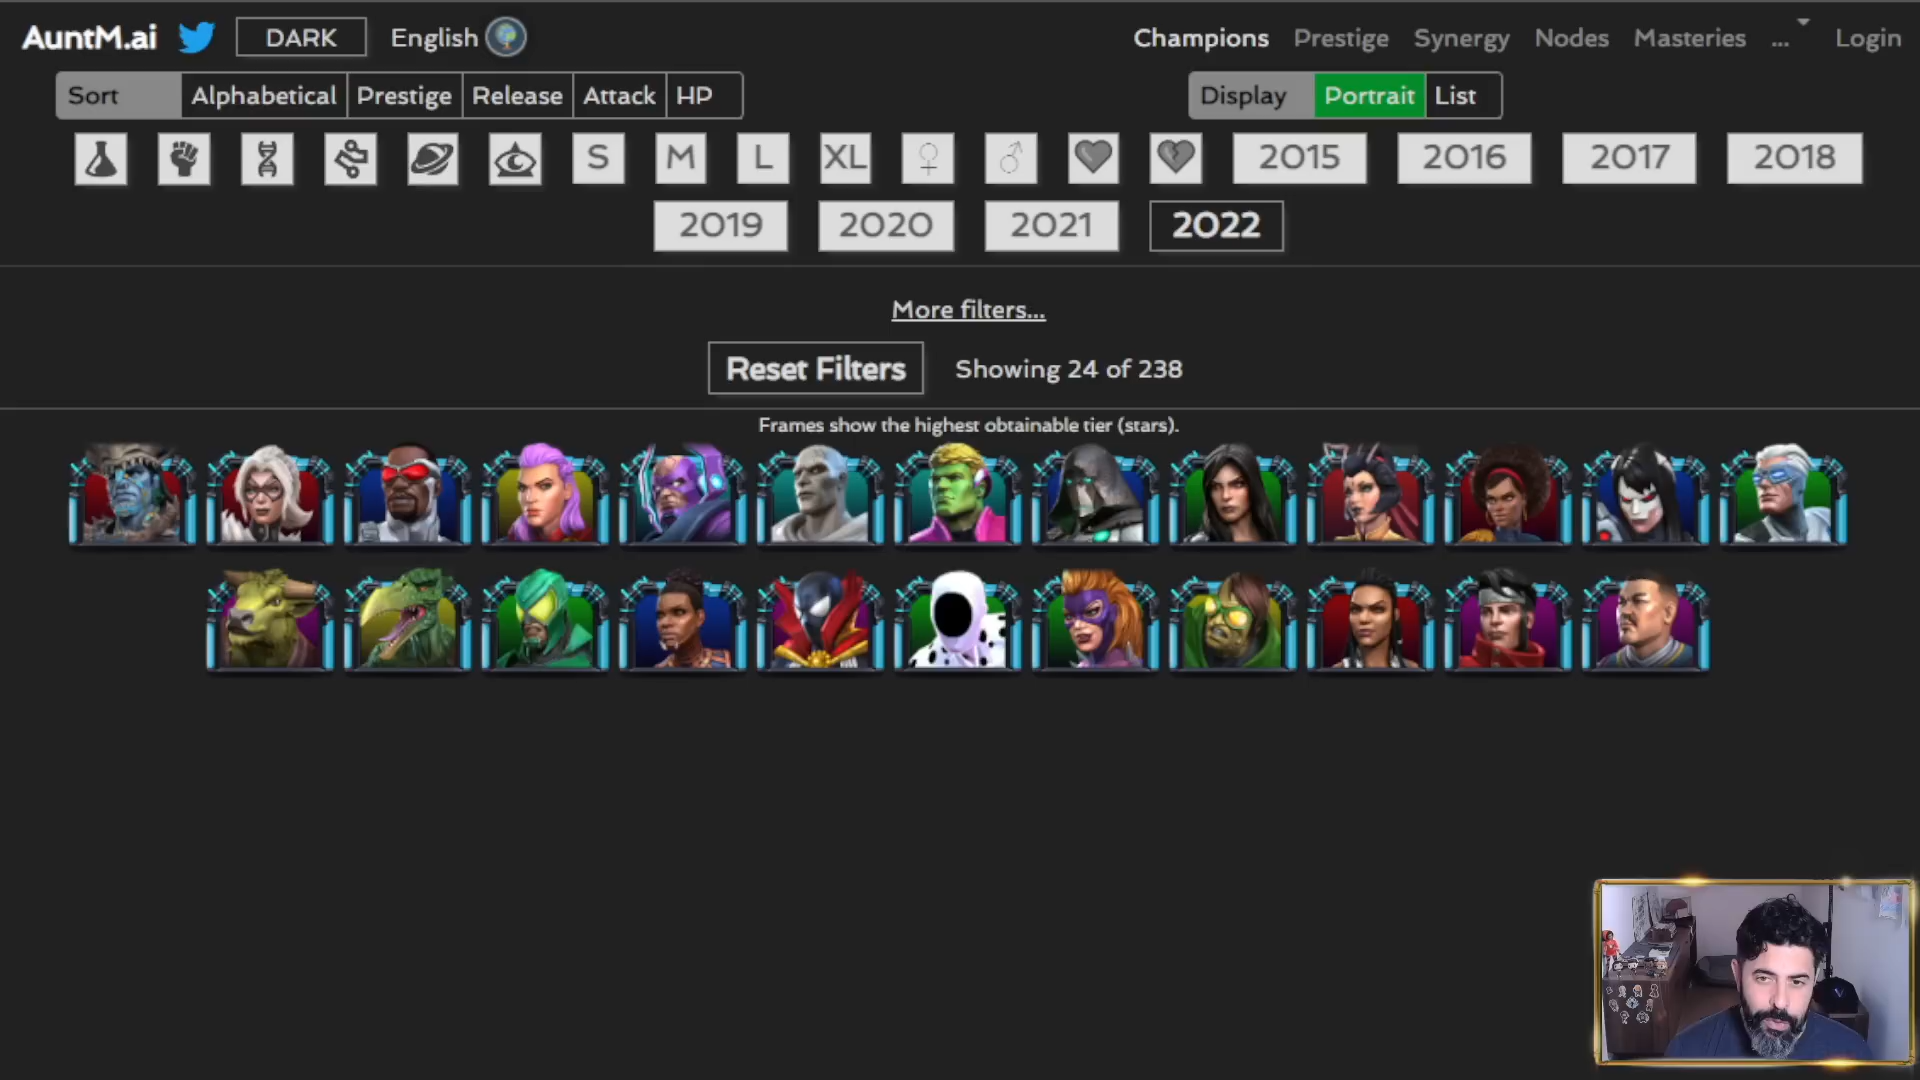 AuntM.ai DARK English Champions Prestige Synergy Nodes Masteries ... Login
Sort Alphabetical Prestige Release Attack HP Display Portrait List
S M L XL ♀ ♂ 2015 2016 2017 2018
2019 2020 2021 2022
More filters...
Reset Filters Showing 24 of 238
Frames show the highest obtainable tier (stars).